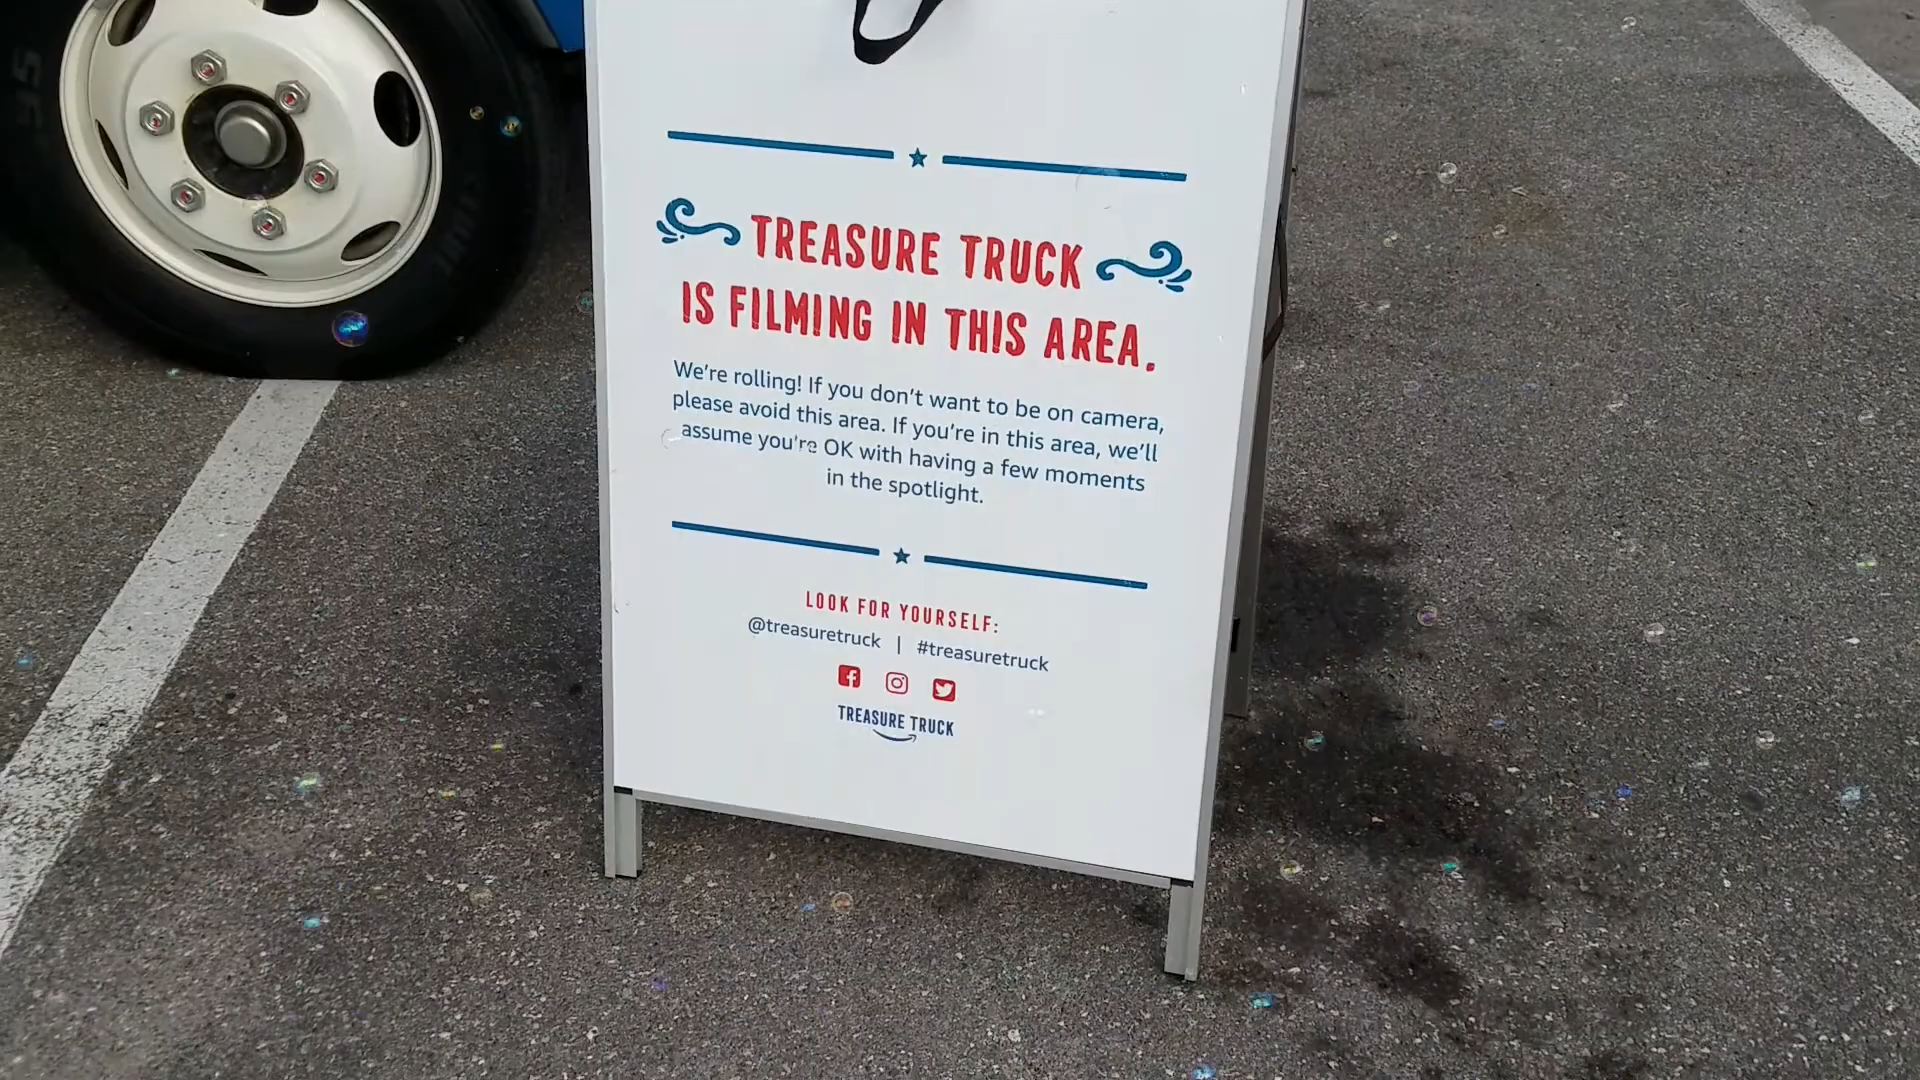 TREASURE TRUCK
IS FILMING IN THIS AREA.
We're rolling! If you don't want to be on camera,
please avoid this area. If you're in this area, we'll
assume you're OK with having a few moments
in the spotlight.
LOOK FOR YOURSELF:
@treasuretruck | #treasuretruck
TREASURE TRUCK